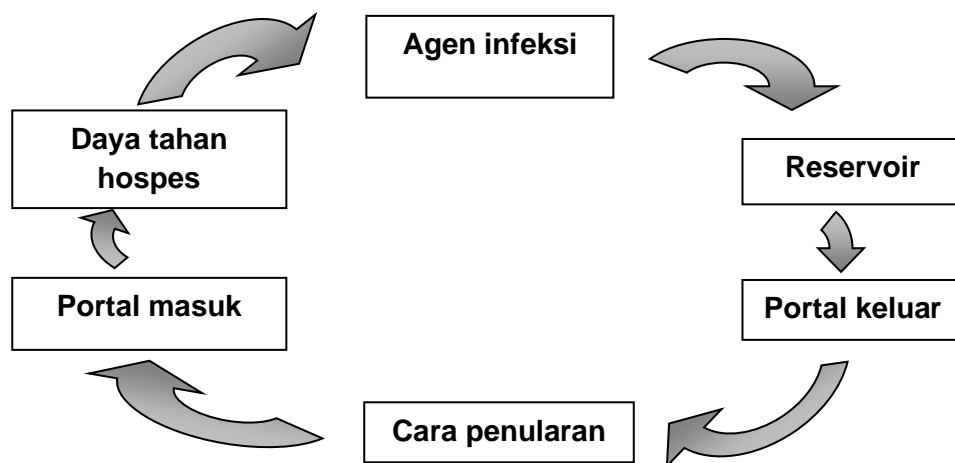 Agen infeksi
Daya tahan
hospes
Reservoir
Portal masuk
Portal keluar
Cara penularan